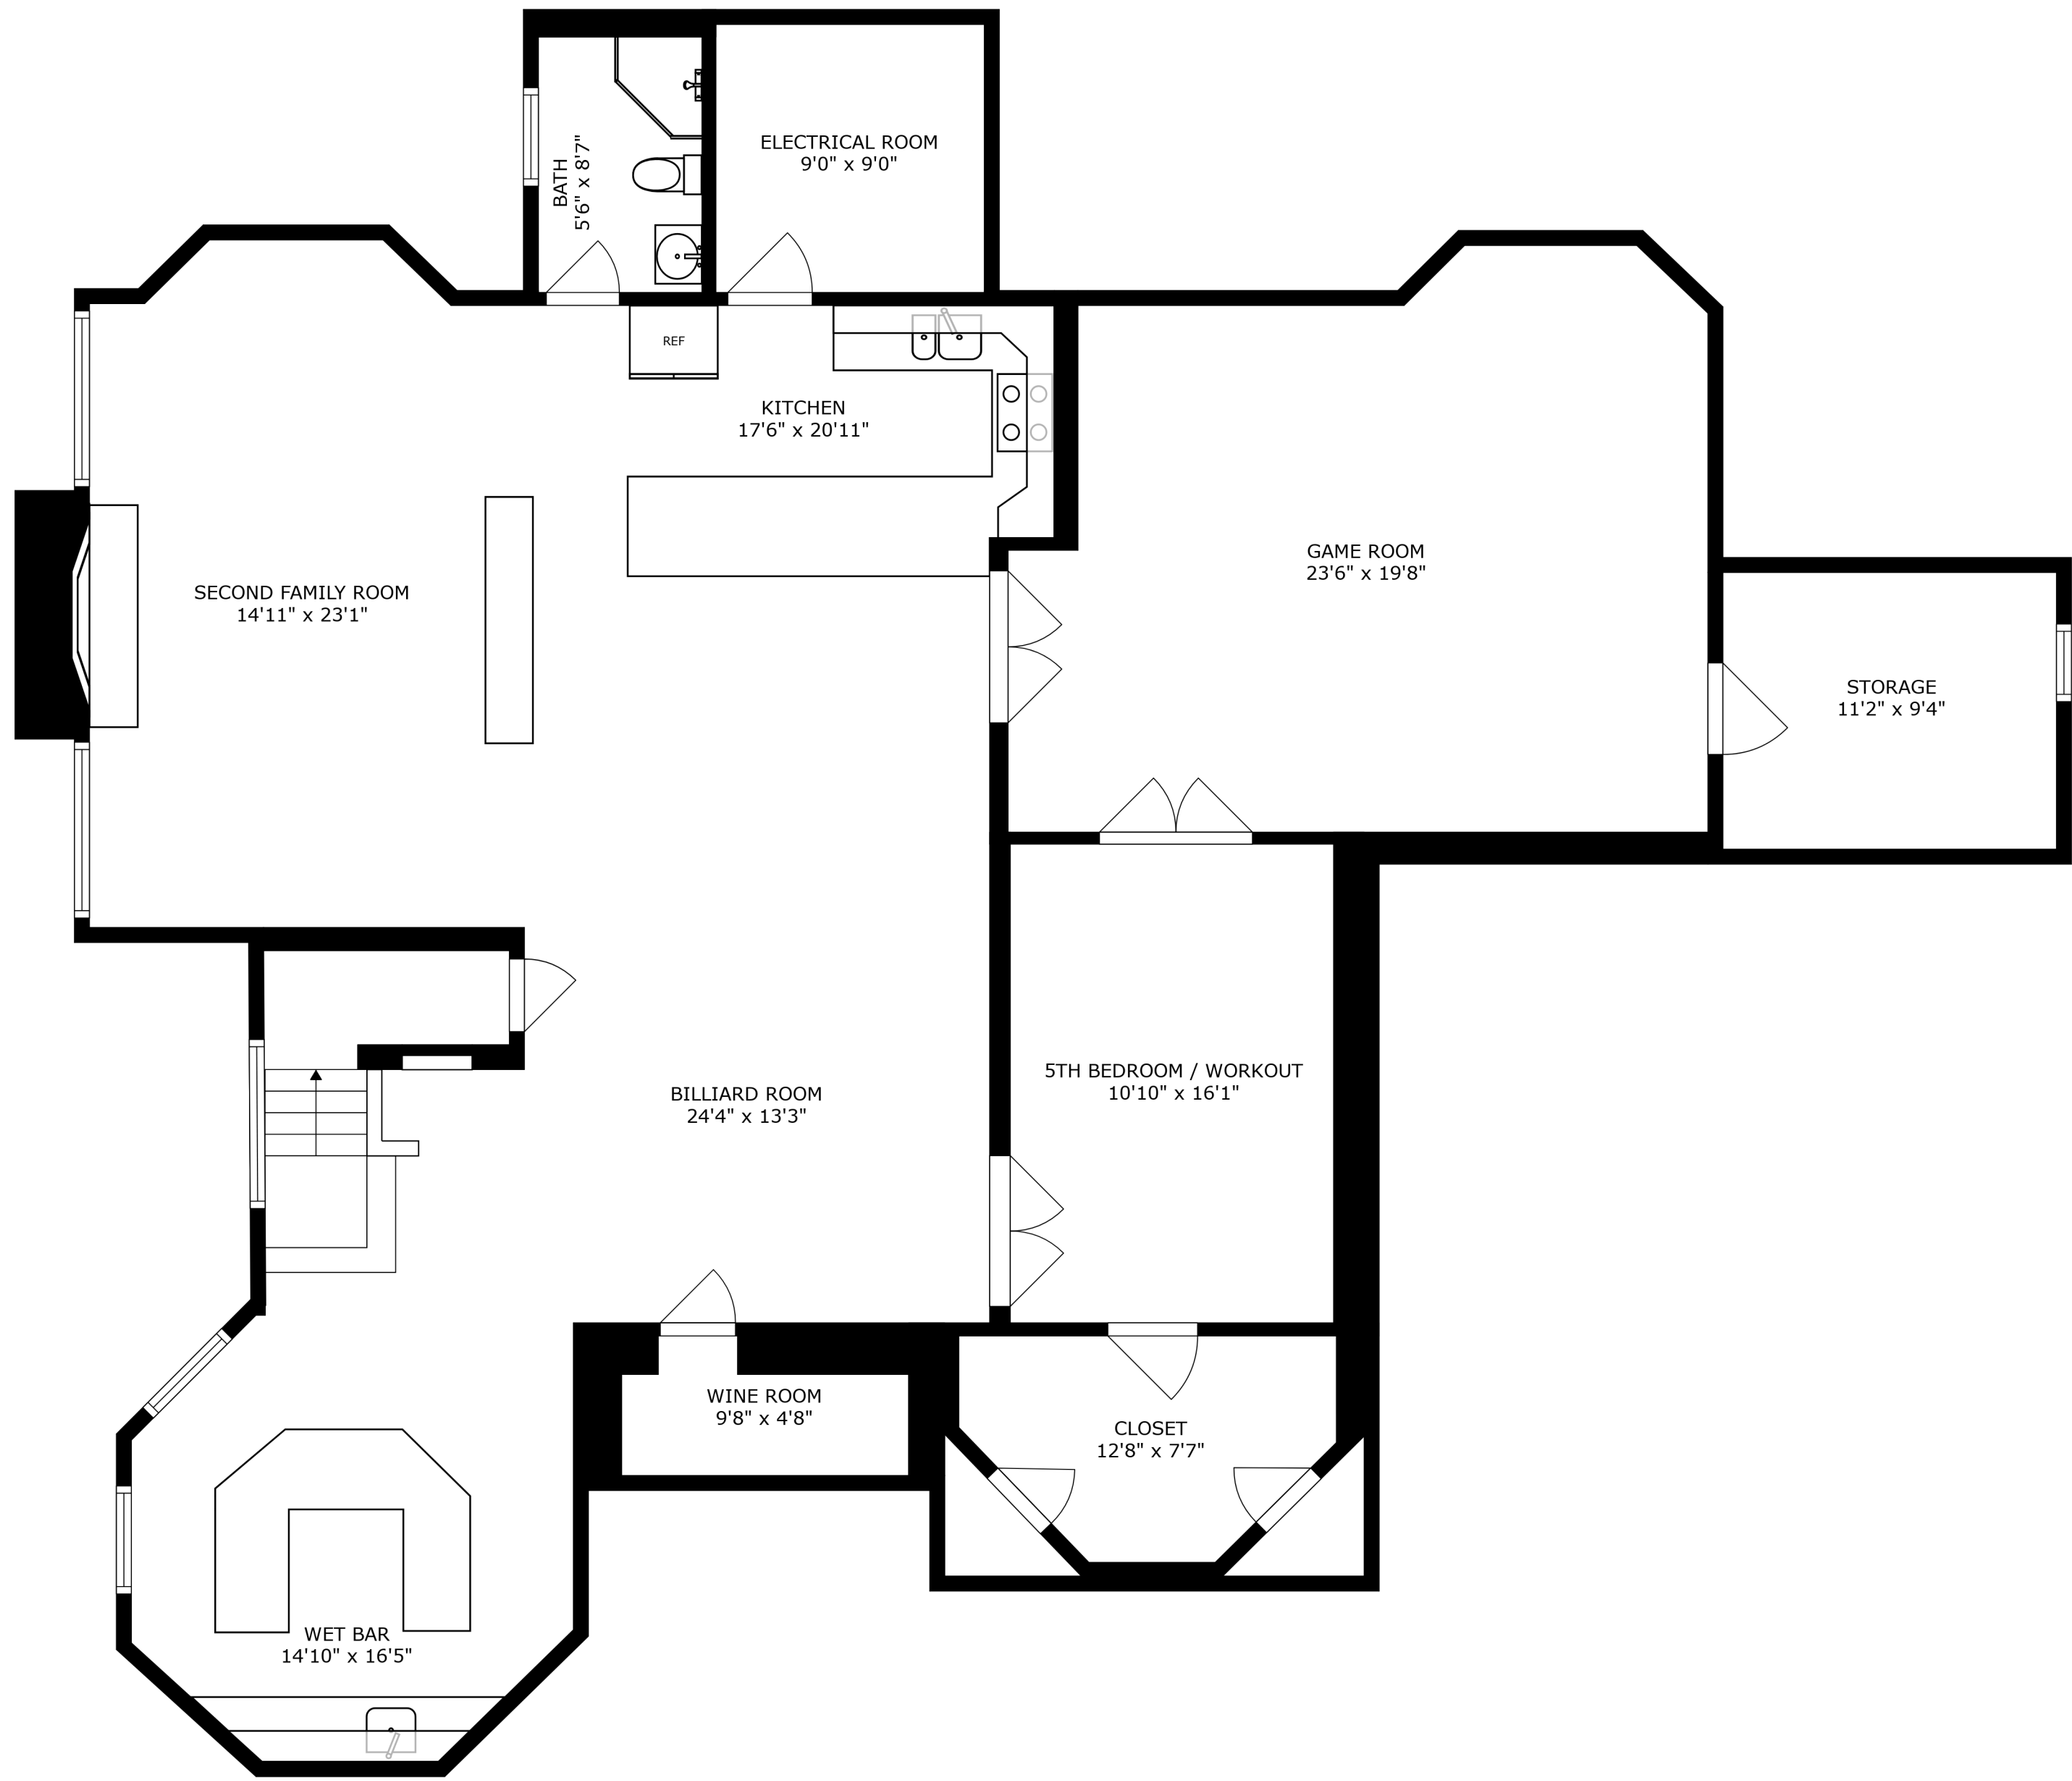 BATH
5'6" x 8'7"
ELECTRICAL ROOM
9'0" x 9'0"
REF
KITCHEN
17'6" x 20'11"
GAME ROOM
23'6" x 19'8"
SECOND FAMILY ROOM
14'11" x 23'1"
STORAGE
11'2" x 9'4"
5TH BEDROOM / WORKOUT
10'10" x 16'1"
BILLIARD ROOM
24'4" x 13'3"
WINE ROOM
9'8" x 4'8"
CLOSET
12'8" x 7'7"
WET BAR
14'10" x 16'5"